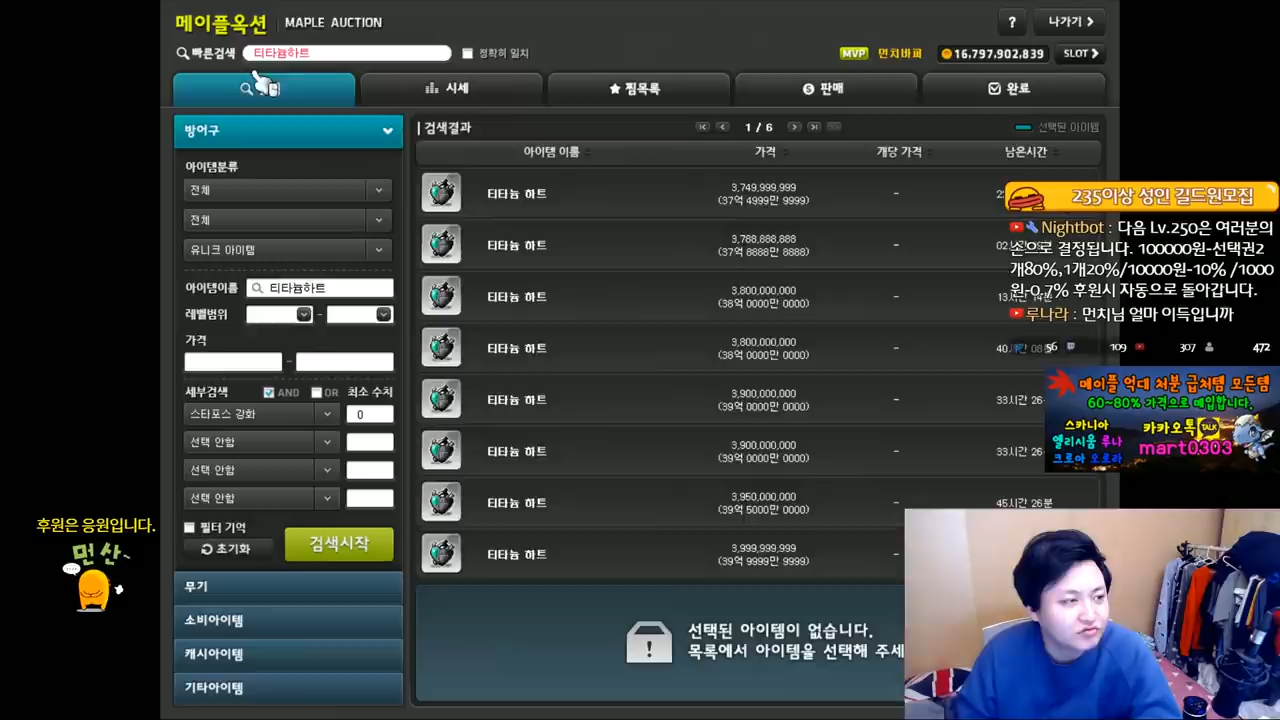 메이플옥션 MAPLE AUCTION
? 나가기
빠른검색 티타늄하트 정확히 일치
MVP 먼치바피 16,797,902,839 SLOT
시세 찜목록 판매 완료
방어구
아이템분류
전체
전체
유니크 아이템
아이템이름 티타늄하트
레벨범위 -
가격
-
세부검색 AND OR 최소 수치
스타포스 강화 0
선택 안함
선택 안함
선택 안함
필터 기억
초기화 검색시작
무기
소비아이템
캐시아이템
기타아이템
검색결과 1 / 6 선택된 아이템
아이템 이름 가격 개당 가격 남은시간
티타늄 하트 3,749,999,999 -
(37억 4999만 9999)
티타늄 하트 3,788,888,888 -
(37억 8888만 8888)
티타늄 하트 3,800,000,000 -
(38억 0000만 0000)
티타늄 하트 3,800,000,000 -
(38억 0000만 0000)
티타늄 하트 3,900,000,000 - 33시간 26
(39억 0000만 0000)
티타늄 하트 3,900,000,000 - 33시간 26
(39억 0000만 0000)
티타늄 하트 3,950,000,000 - 45시간 26분
(39억 5000만 0000)
티타늄 하트 3,999,999,999 -
(39억 9999만 9999)
선택된 아이템이 없습니다.
목록에서 아이템을 선택해 주세
235이상 성인 길드원모집
Nightbot : 다음 Lv.250은 여러분의
손으로 결정됩니다. 100000원-선택권2
개80%,1개20%/10000원-10% /1000
원-0.7% 후원시 자동으로 돌아갑니다.
루나라 : 먼치님 얼마 이득입니까
56 109 307 472
메이플 억대 처분 급처템 모든템
60~80% 가격으로 매입합니다.
스카니아
엘리시움 루나
크로아 오로라
카카오톡 TALK
mart0303
후원은 응원입니다.
먼산~